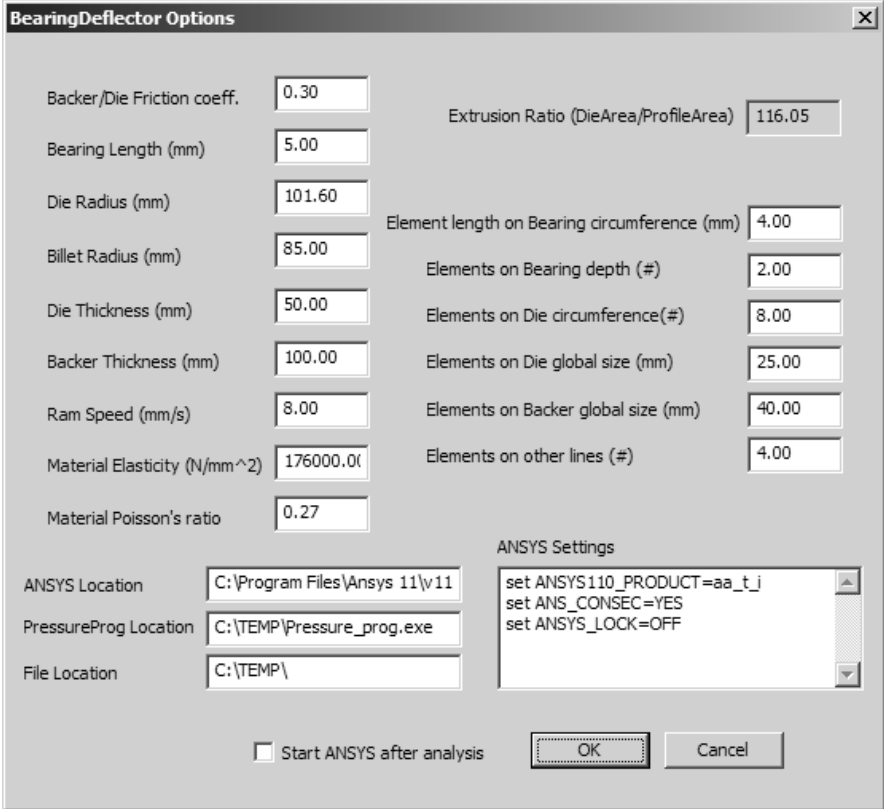 BearingDeflector Options
Backer/Die Friction coeff. 0.30
Extrusion Ratio (DieArea/ProfileArea) 116.05
Bearing Length (mm) 5.00
Die Radius (mm) 101.60
Element length on Bearing circumference (mm) 4.00
Billet Radius (mm) 85.00
Elements on Bearing depth (#) 2.00
Die Thickness (mm) 50.00
Elements on Die circumference(#) 8.00
Backer Thickness (mm) 100.00
Elements on Die global size (mm) 25.00
Ram Speed (mm/s) 8.00
Elements on Backer global size (mm) 40.00
Material Elasticity (N/mm^2) 176000.0(
Elements on other lines (#) 4.00
Material Poisson's ratio 0.27
ANSYS Settings
ANSYS Location C:\Program Files\Ansys 11\v11
set ANSYS110_PRODUCT=aa_t_i
set ANS_CONSEC=YES
set ANSYS_LOCK=OFF
PressureProg Location C:\TEMP\Pressure_prog.exe
File Location C:\TEMP\
Start ANSYS after analysis
OK
Cancel